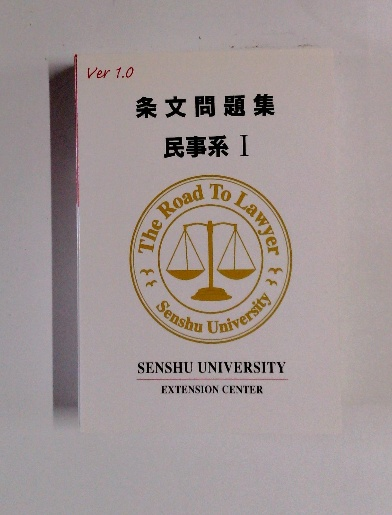 Ver 1.0
条文問題集
民事系 I
The Road To Lawyer
Senshu University
SENSHU UNIVERSITY
EXTENSION CENTER